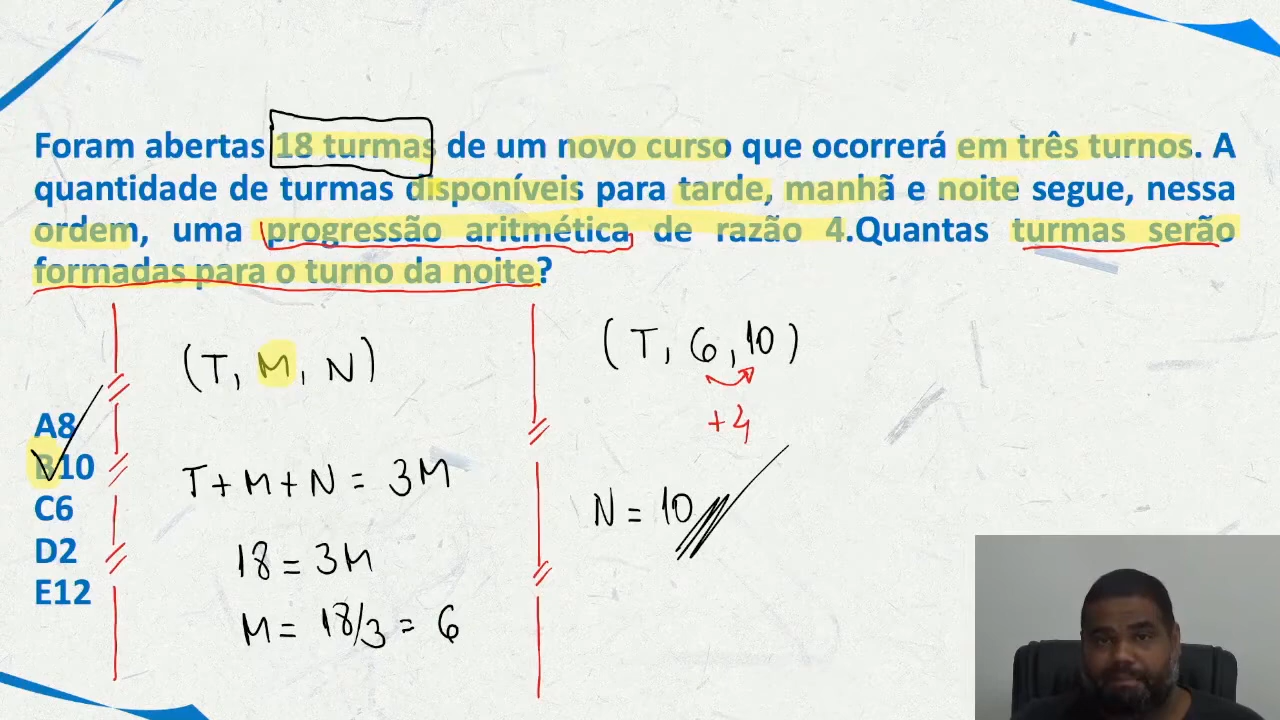 Foram abertas 18 turmas de um novo curso que ocorrerá em três turnos. A
quantidade de turmas disponíveis para tarde, manhã e noite segue, nessa
ordem, uma progressão aritmética de razão 4.Quantas turmas serão
formadas para o turno da noite?
A8
B10
C6
D2
E12
(T, M, N)
T+M+N = 3M
18 = 3M
M = 18/3 = 6
(T, 6, 10)
+4
N = 10